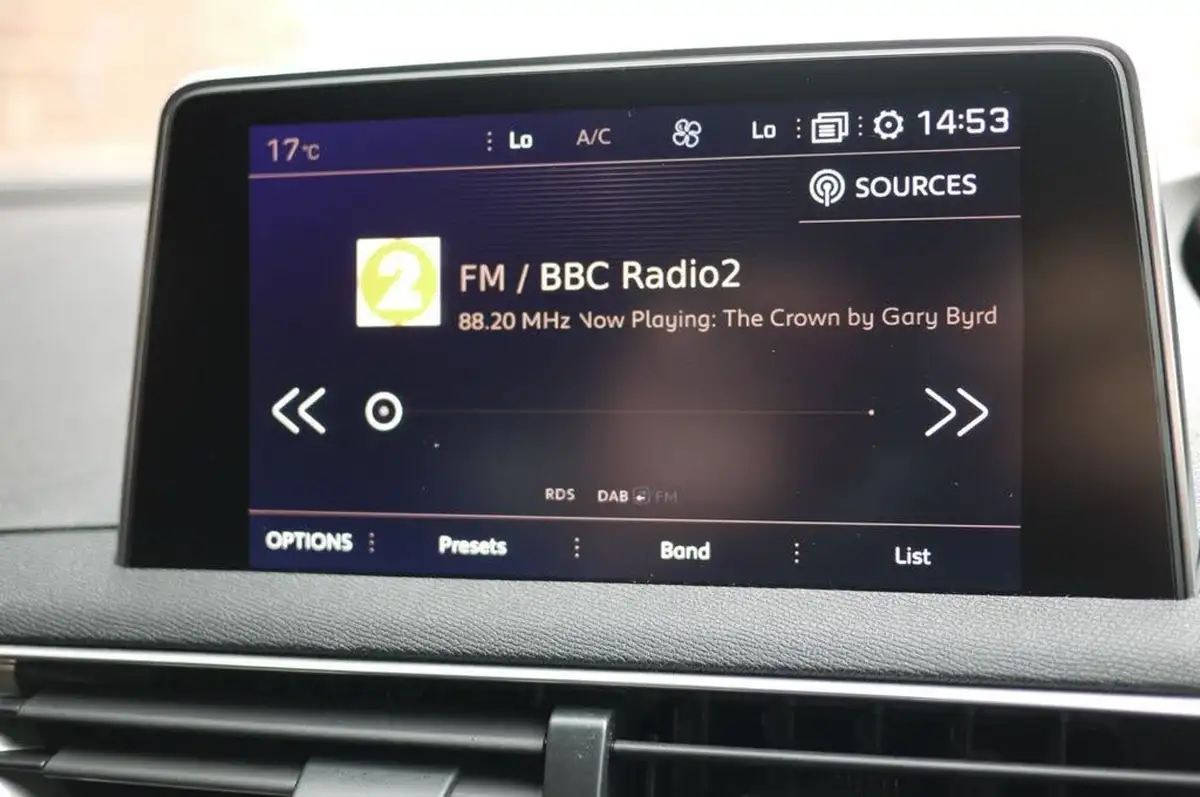 17°C Lo A/C Lo 14:53
SOURCES
2
FM / BBC Radio2
88.20 MHz Now Playing: The Crown by Gary Byrd
RDS DAB FM
OPTIONS Presets Band List